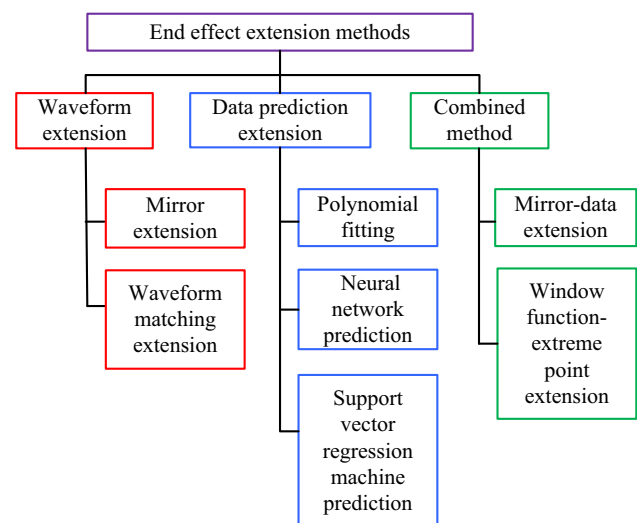 End effect extension methods
Waveform
extension
Data prediction
extension
Combined
method
Mirror
extension
Waveform
matching
extension
Polynomial
fitting
Neural
network
prediction
Support
vector
regression
machine
prediction
Mirror-data
extension
Window
function-
extreme
point
extension